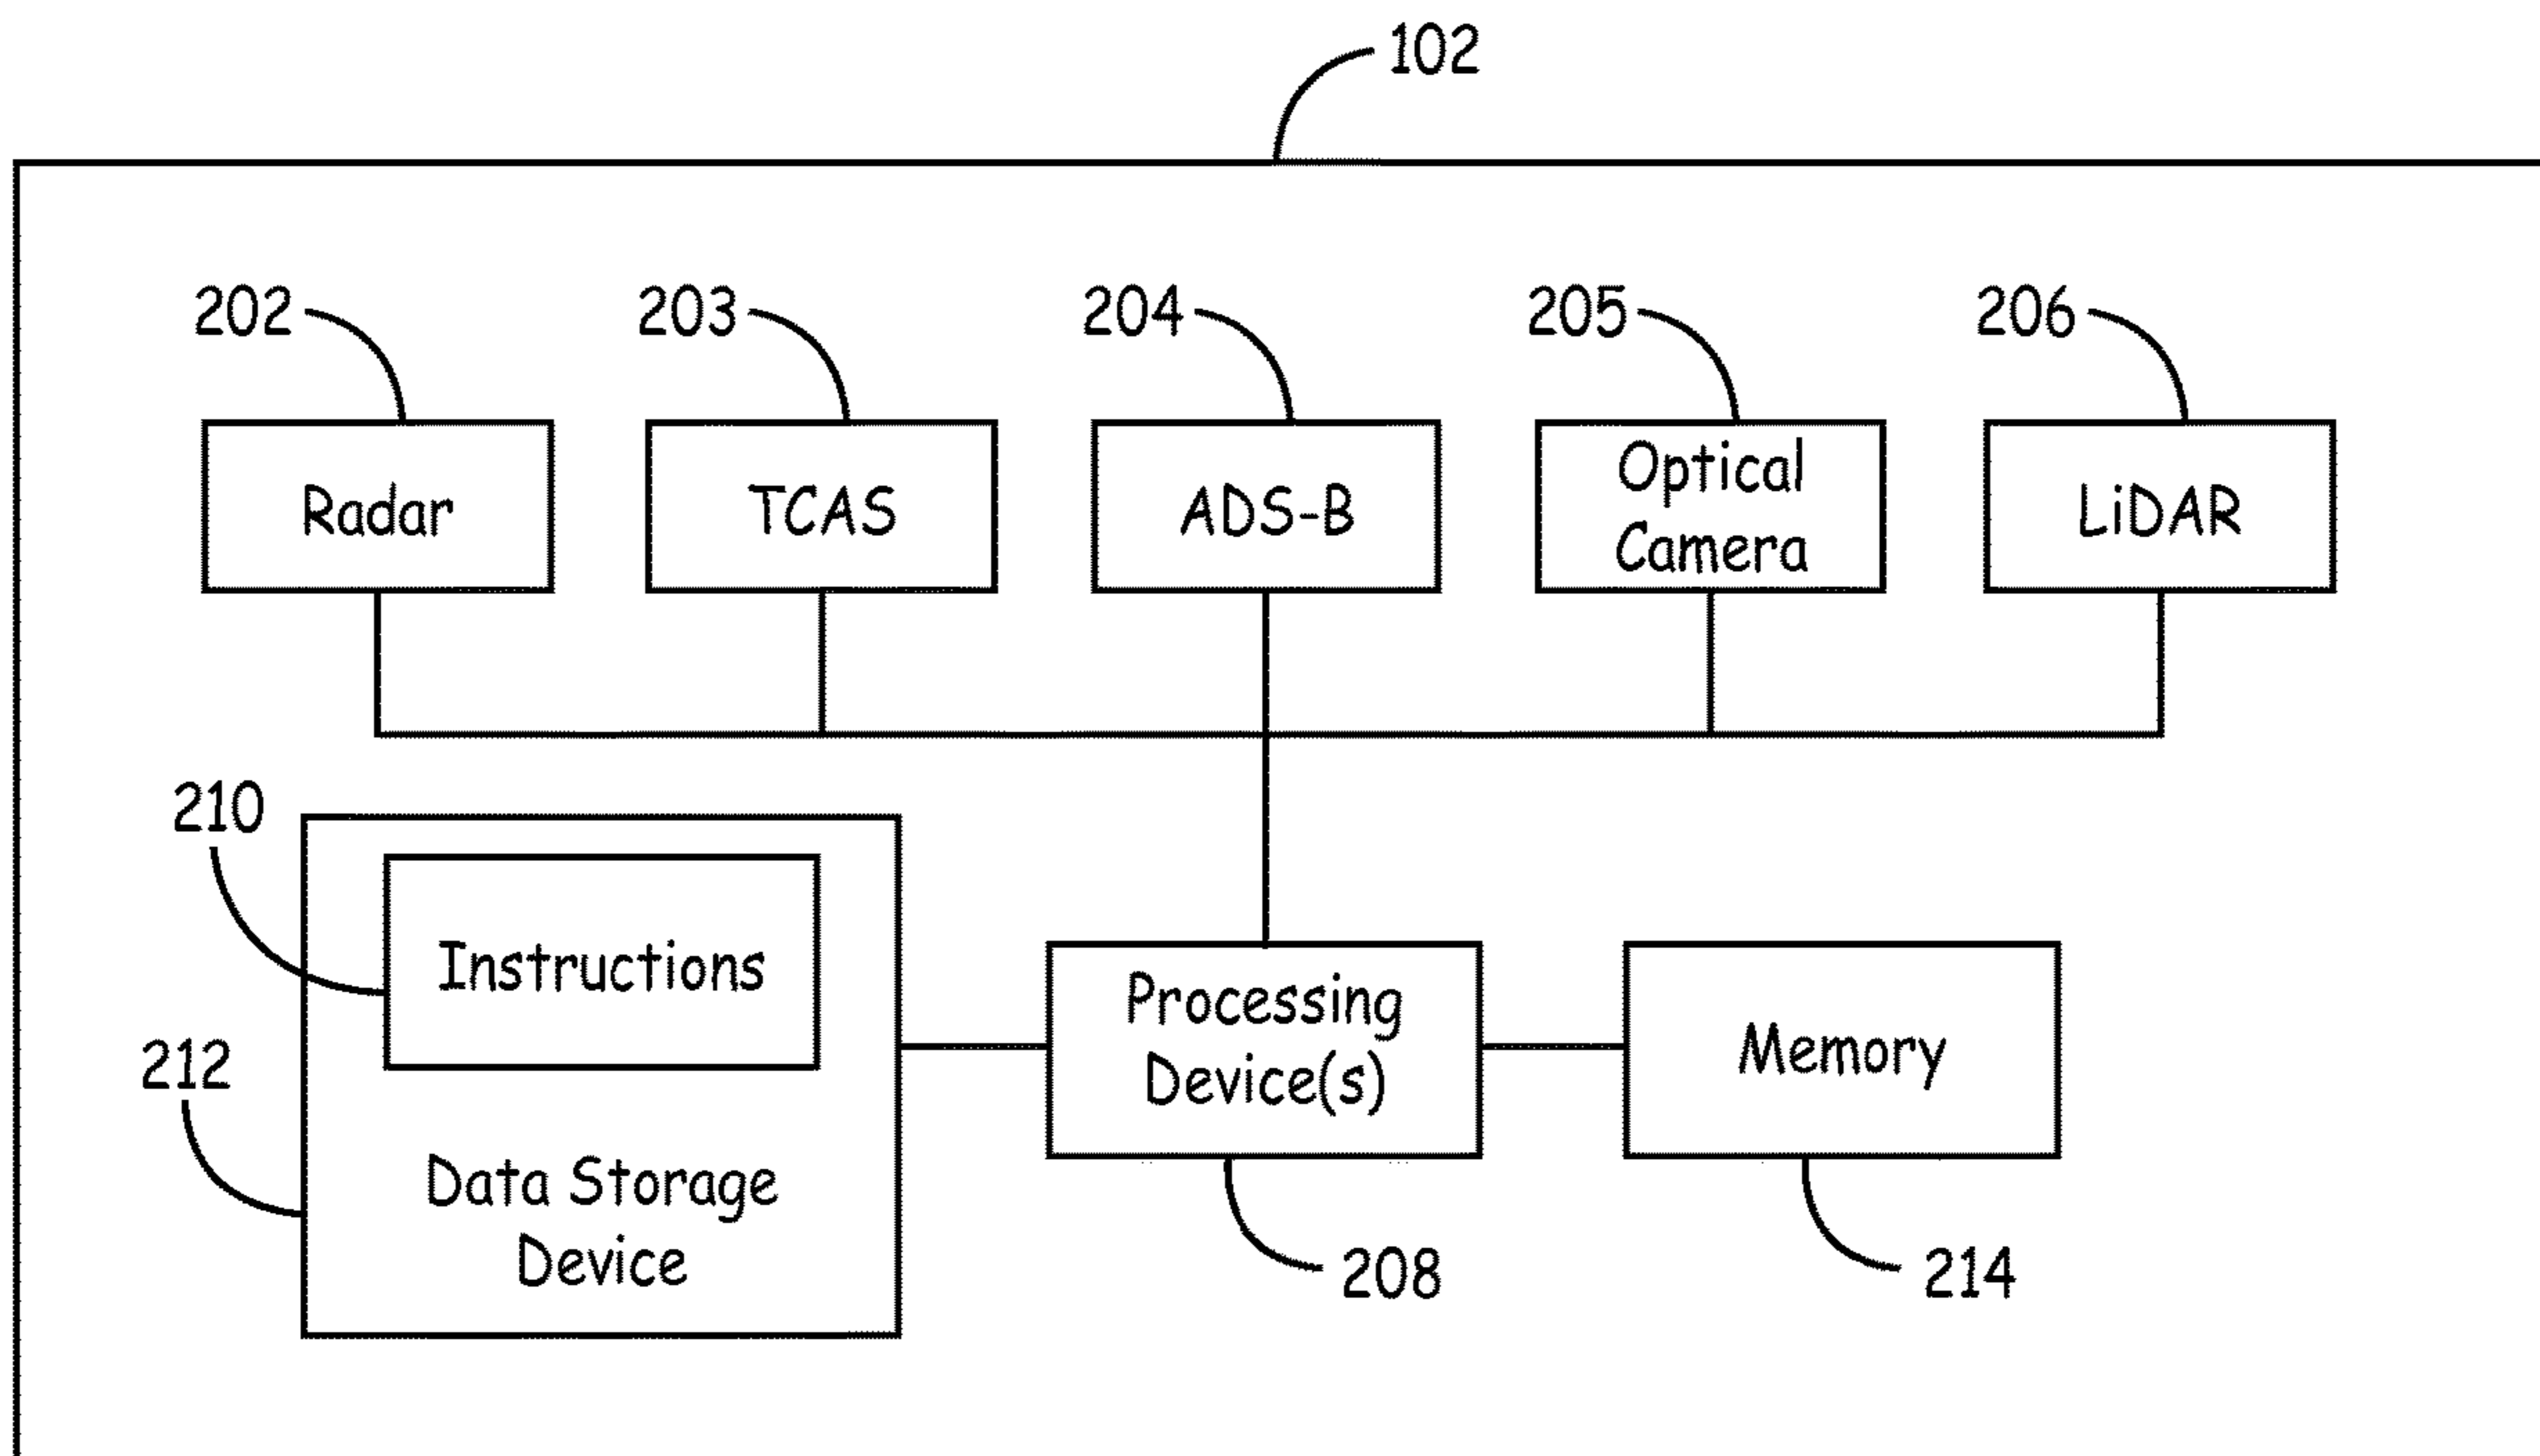 102
202
203
204
205
206
Radar
TCAS
ADS-B
Optical
Camera
LiDAR
210
Instructions
212
Data Storage
Device
Processing
Device(s)
Memory
208
214